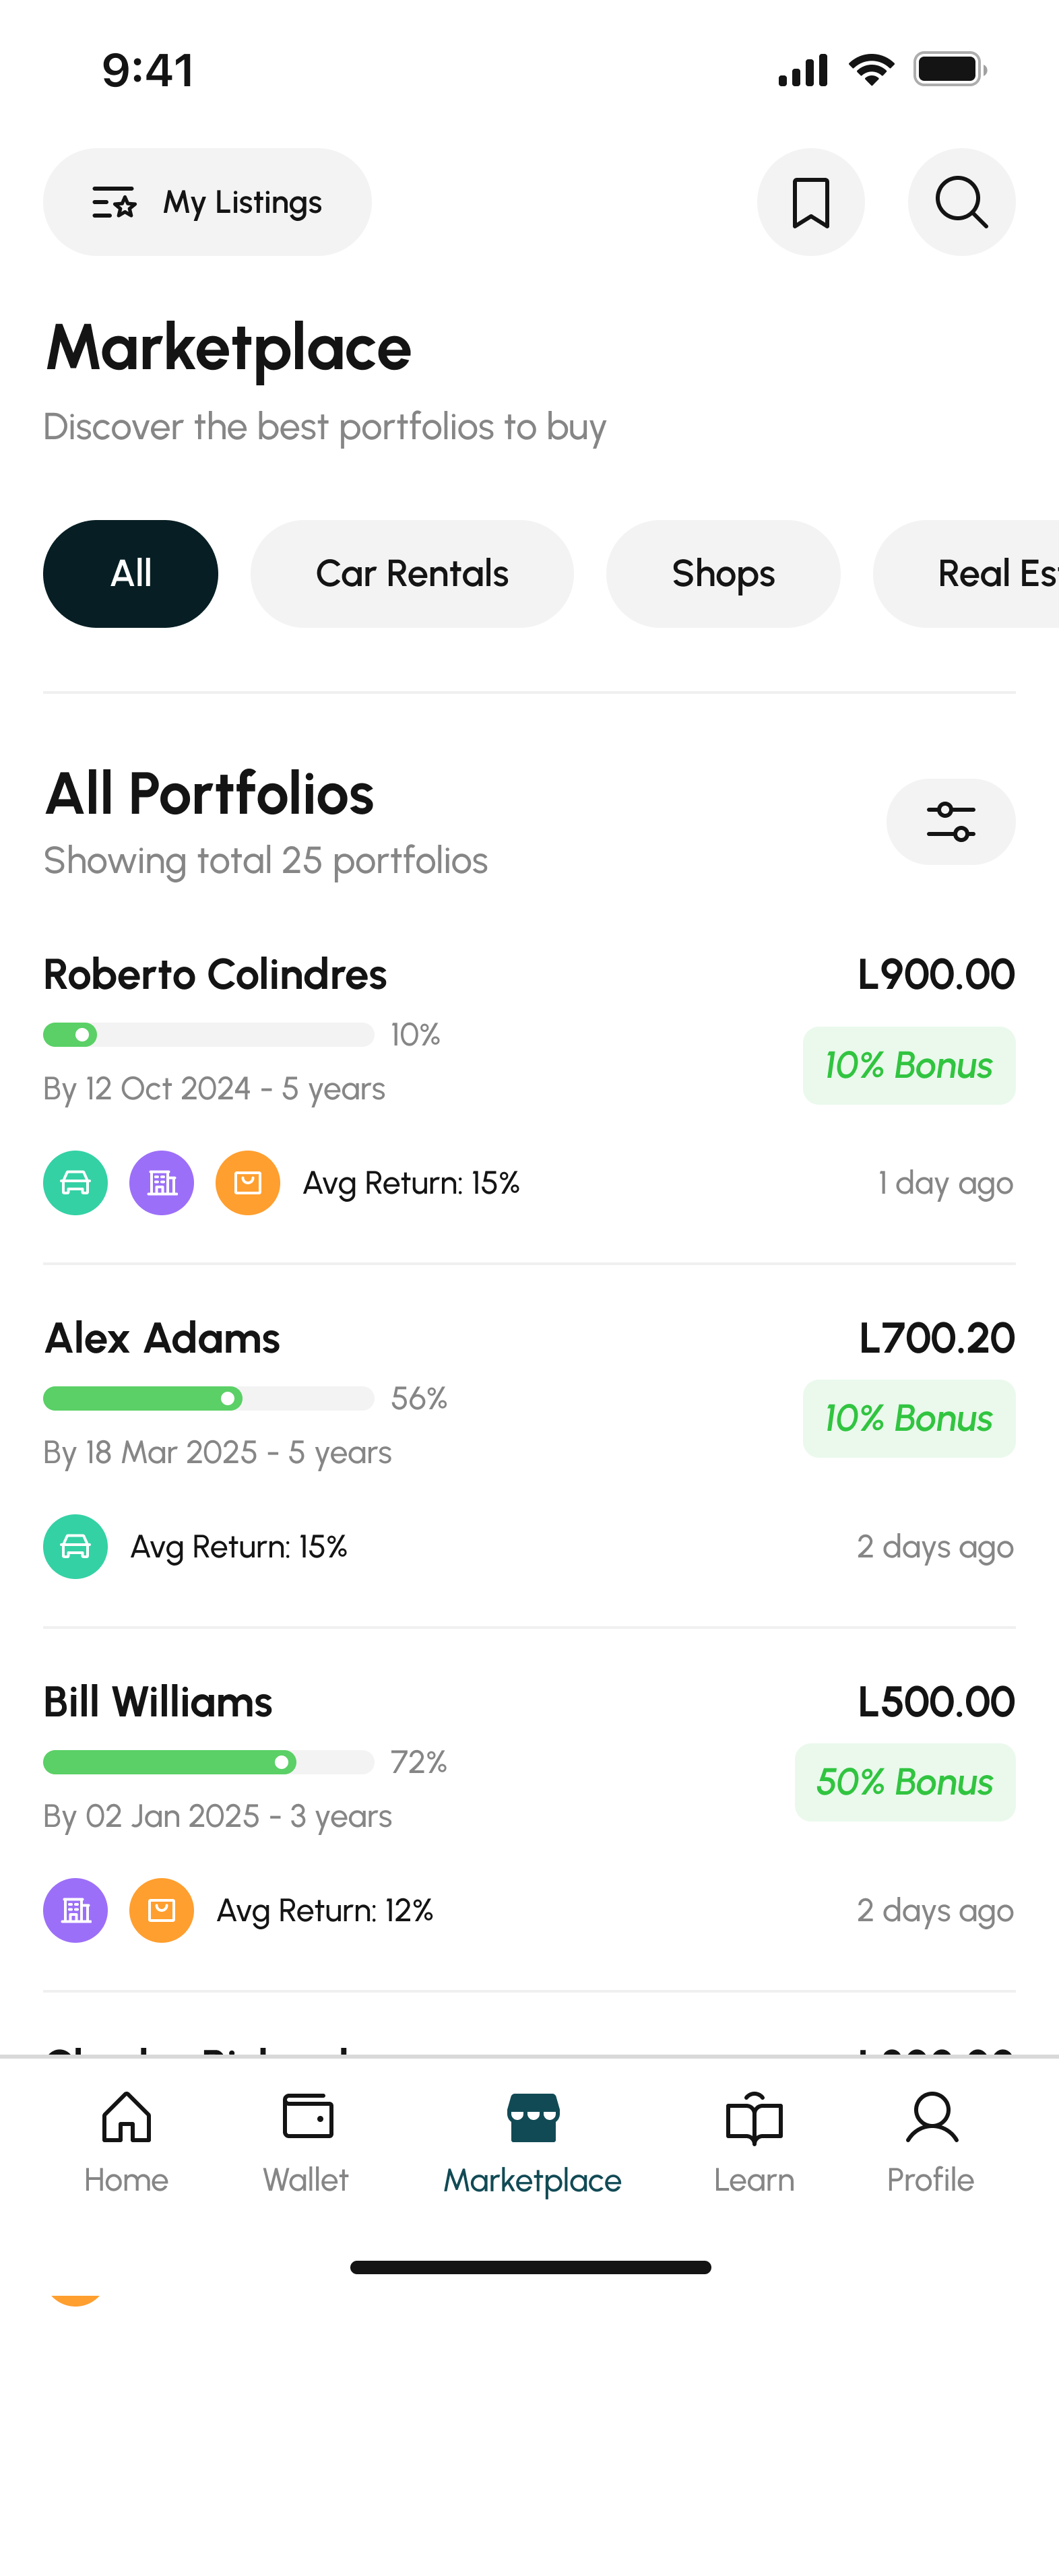 9:41
My Listings
Marketplace
Discover the best portfolios to buy
All
Car Rentals
Shops
Real
All Portfolios
Showing total 25 portfolios
Roberto Colindres
L900.00
10%
10% Bonus
By 12 Oct 2024 - 5 years
Avg Return: 15%
1 day ago
Alex Adams
L700.20
56%
10% Bonus
By 18 Mar 2025 - 5 years
Avg Return: 15%
2 days ago
Bill Williams
L500.00
72%
50% Bonus
By 02 Jan 2025 - 3 years
Avg Return: 12%
2 days ago
Home
Wallet
Marketplace
Learn
Profile